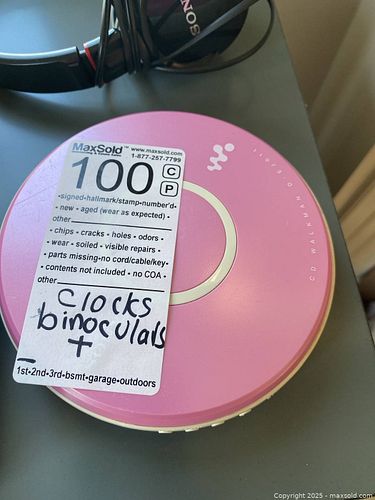 SONY
MaxSold™ www.maxsold.com
1-877-257-7799
100 C
P
•signed•hallmark/stamp•number'd•
• new • aged (wear as expected) •
other
• chips • cracks • holes • odors •
• wear • soiled • visible repairs •
• parts missing•no cord/cable/key•
• contents not included • no COA •
other
Clocks
binoculars
+
1st•2nd•3rd•bsmt•garage•outdoors
CD WALKMAN D-EJ011
Copyright 2025 - maxsold.com